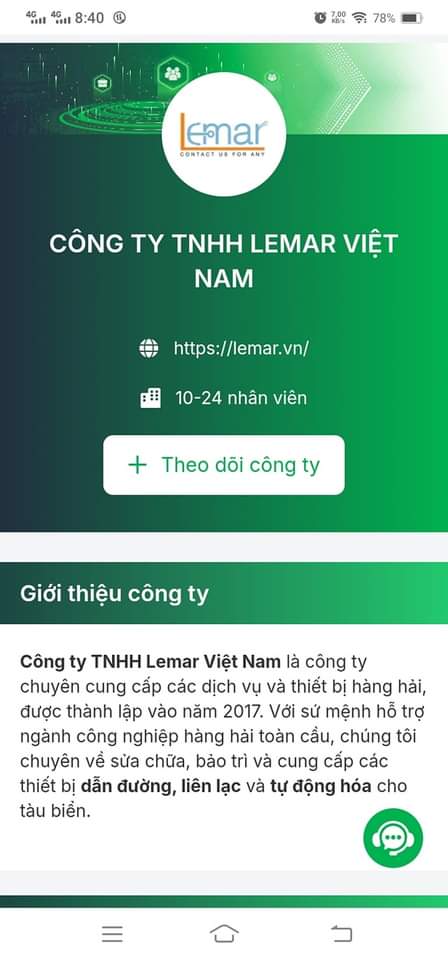 4G 4G 8:40 7,00 KB/s 78%
Lemar
CONTACT US FOR ANY
CÔNG TY TNHH LEMAR VIỆT
NAM
https://lemar.vn/
10-24 nhân viên
+ Theo dõi công ty
Giới thiệu công ty
Công ty TNHH Lemar Việt Nam là công ty
chuyên cung cấp các dịch vụ và thiết bị hàng hải,
được thành lập vào năm 2017. Với sứ mệnh hỗ trợ
ngành công nghiệp hàng hải toàn cầu, chúng tôi
chuyên về sửa chữa, bảo trì và cung cấp các
thiết bị dẫn đường, liên lạc và tự động hóa cho
tàu biển.